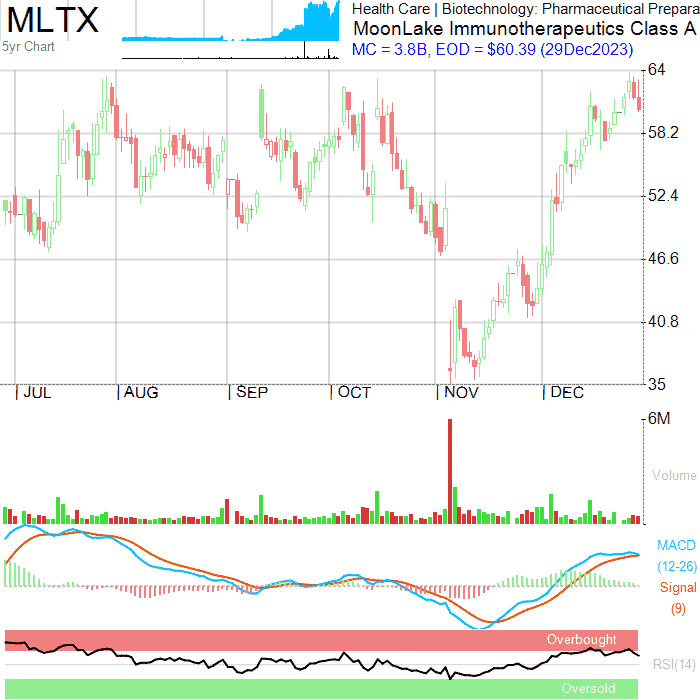 MLTX
5yr Chart
Health Care | Biotechnology: Pharmaceutical Prepara
MoonLake Immunotherapeutics Class A
MC = 3.8B, EOD = $60.39 (29Dec2023)
64
58.2
52.4
46.6
40.8
35
| JUL | AUG | SEP | OCT | NOV | DEC
6M
Volume
MACD
(12-26)
Signal
(9)
Overbought
RSI(14)
Oversold